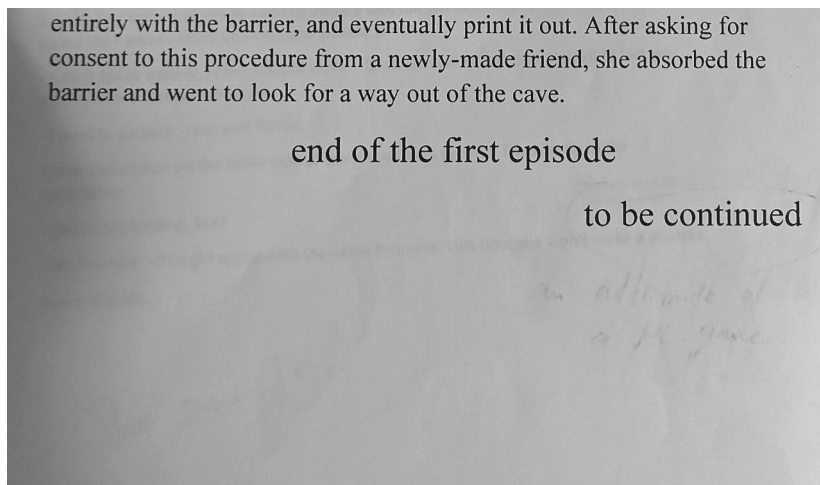 entirely with the barrier, and eventually print it out. After asking for
consent to this procedure from a newly-made friend, she absorbed the
barrier and went to look for a way out of the cave.
end of the first episode
to be continued
an
of
a